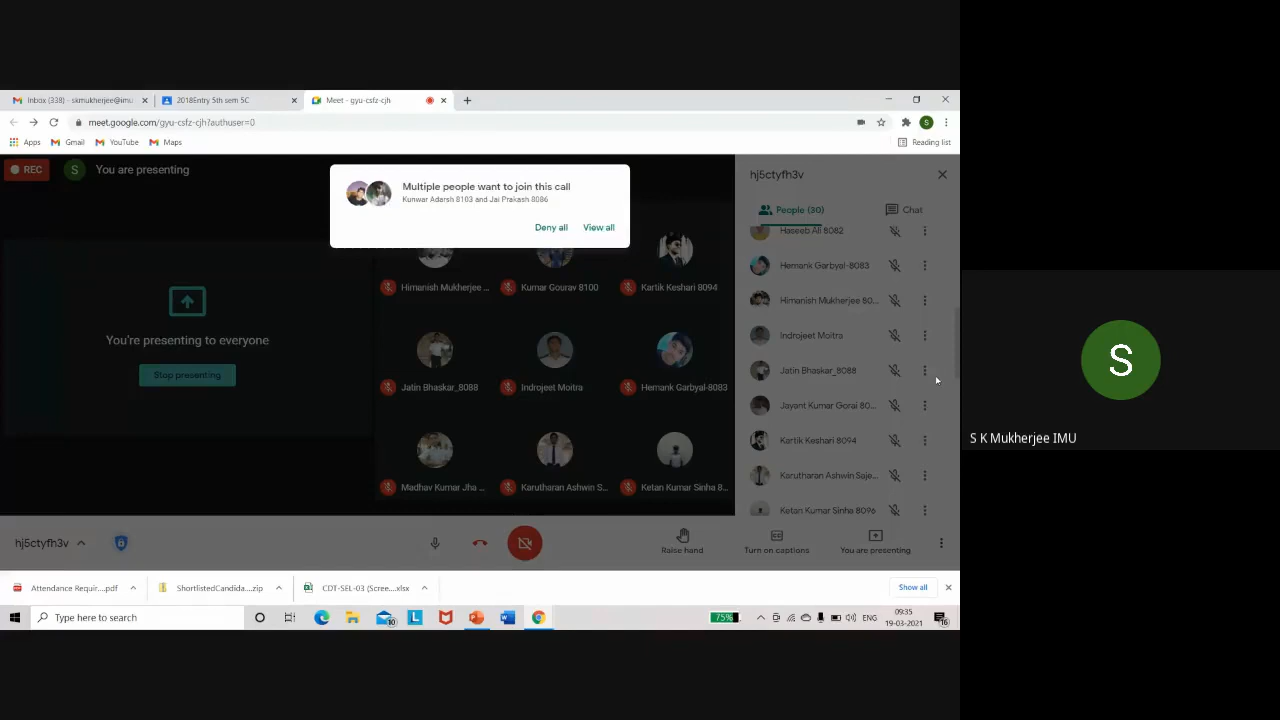 Inbox (338) - skmukherjee@imu
2018Entry 5th sem SC
Meet - gyu-csfz-cjh
meet.google.com/gyu-csfz-cjh?authuser=0
Apps
Gmail
YouTube
Maps
Reading list
REC
S
You are presenting
Multiple people want to join this call
Kunwar Adarsh 8103 and Jai Prakash 8086
Deny all
View all
hj5ctyfh3v
People (30)
Chat
You're presenting to everyone
Stop presenting
Himanish Mukherjee ...
Kumar Gourav 8100
Kartik Keshari 8094
Jatin Bhaskar_8088
Indrojeet Moitra
Hemank Garbyal-8083
Madhav Kumar Jha ...
Karutharan Ashwin S...
Ketan Kumar Sinha 8...
Haseeb Ali 8082
Hemank Garbyal-8083
Himanish Mukherjee 80...
Indrojeet Moitra
Jatin Bhaskar_8088
Jayant Kumar Gorai 80...
Kartik Keshari 8094
Karutharan Ashwin Saje...
Ketan Kumar Sinha 8096
hj5ctyfh3v
Raise hand
Turn on captions
You are presenting
Attendance Requir....pdf
ShortlistedCandida....zip
CDT-SEL-03 (Scree....xlsx
Show all
Type here to search
10
75%
ENG
09:35
19-03-2021
16
S
S K Mukherjee IMU